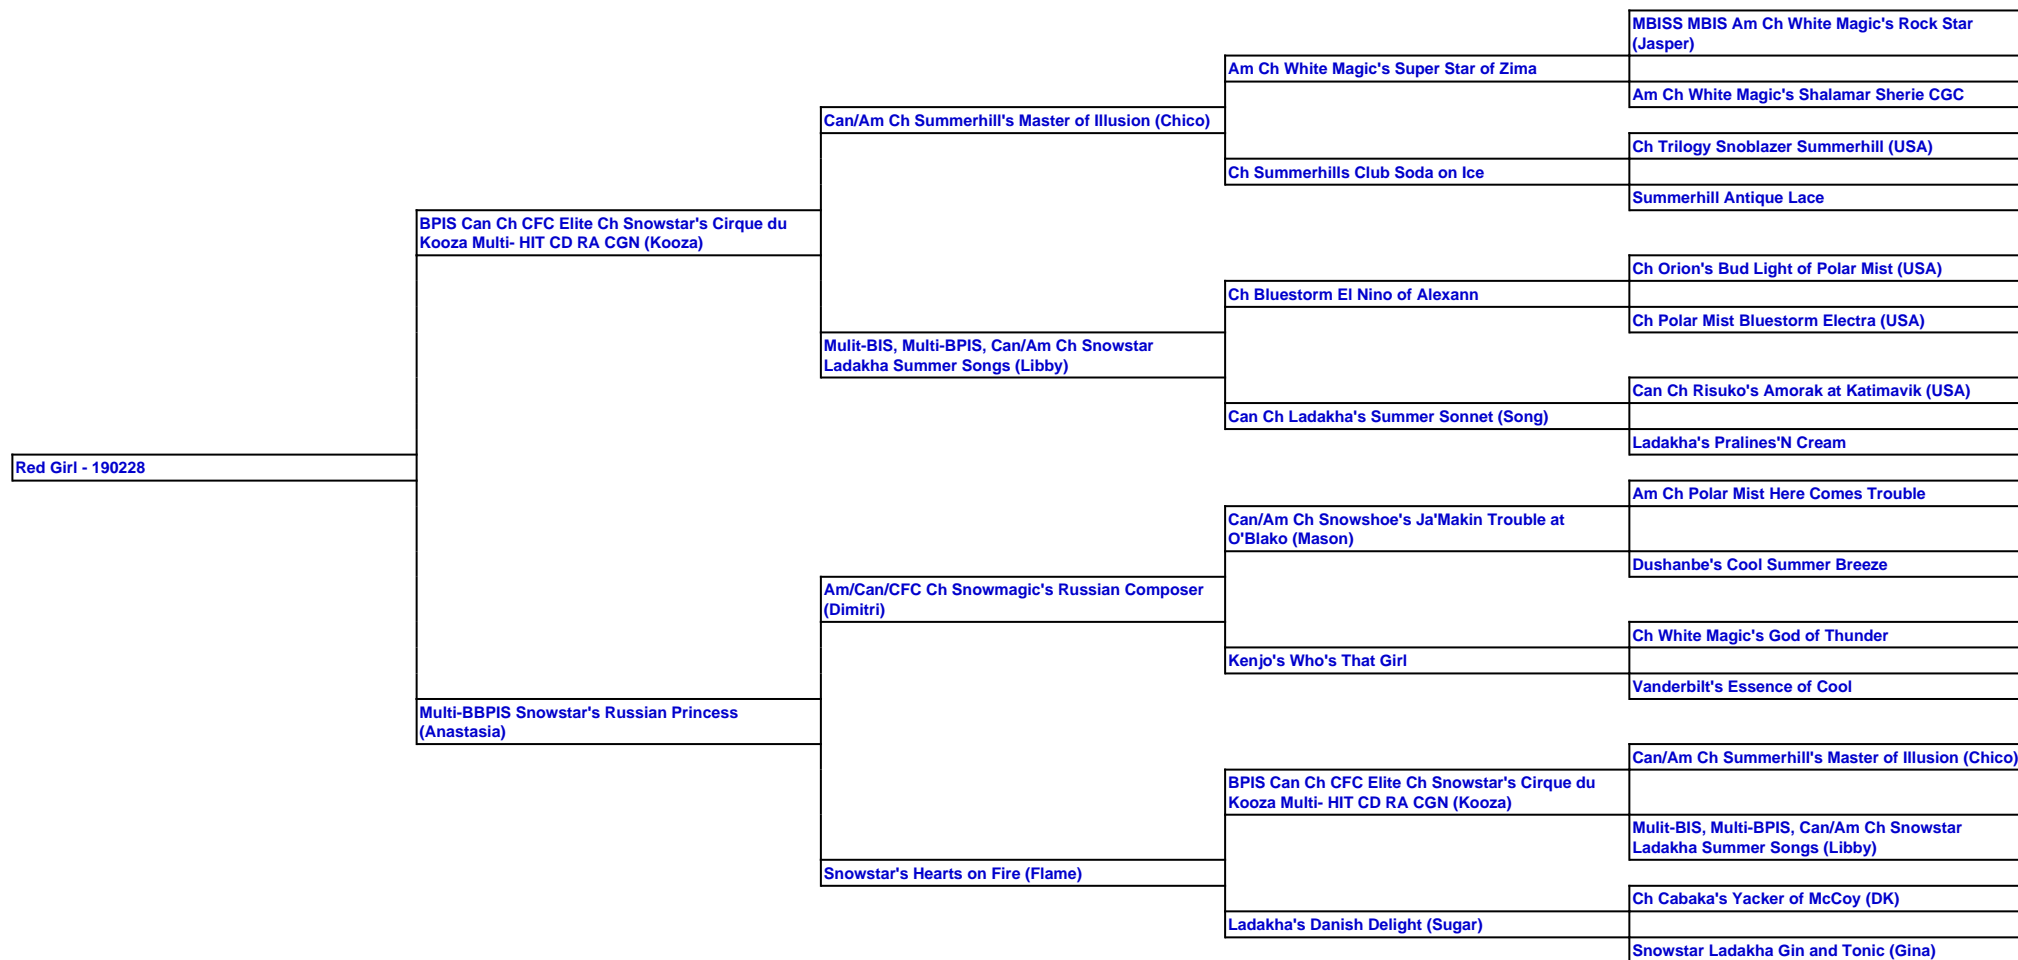 MBISS MBIS Am Ch White Magic's Rock Star
(Jasper)
Am Ch White Magic's Super Star of Zima
Am Ch White Magic's Shalamar Sherie CGC
Can/Am Ch Summerhill's Master of Illusion (Chico)
Ch Trilogy Snoblazer Summerhill (USA)
Ch Summerhills Club Soda on Ice
Summerhill Antique Lace
BPIS Can Ch CFC Elite Ch Snowstar's Cirque du
Kooza Multi- HIT CD RA CGN (Kooza)
Ch Orion's Bud Light of Polar Mist (USA)
Ch Bluestorm El Nino of Alexann
Ch Polar Mist Bluestorm Electra (USA)
Mulit-BIS, Multi-BPIS, Can/Am Ch Snowstar
Ladakha Summer Songs (Libby)
Can Ch Risuko's Amorak at Katimavik (USA)
Can Ch Ladakha's Summer Sonnet (Song)
Ladakha's Pralines'N Cream
Red Girl - 190228
Am Ch Polar Mist Here Comes Trouble
Can/Am Ch Snowshoe's Ja'Makin Trouble at
O'Blako (Mason)
Dushanbe's Cool Summer Breeze
Am/Can/CFC Ch Snowmagic's Russian Composer
(Dimitri)
Ch White Magic's God of Thunder
Kenjo's Who's That Girl
Vanderbilt's Essence of Cool
Multi-BBPIS Snowstar's Russian Princess
(Anastasia)
Can/Am Ch Summerhill's Master of Illusion (Chico)
BPIS Can Ch CFC Elite Ch Snowstar's Cirque du
Kooza Multi- HIT CD RA CGN (Kooza)
Mulit-BIS, Multi-BPIS, Can/Am Ch Snowstar
Ladakha Summer Songs (Libby)
Snowstar's Hearts on Fire (Flame)
Ch Cabaka's Yacker of McCoy (DK)
Ladakha's Danish Delight (Sugar)
Snowstar Ladakha Gin and Tonic (Gina)